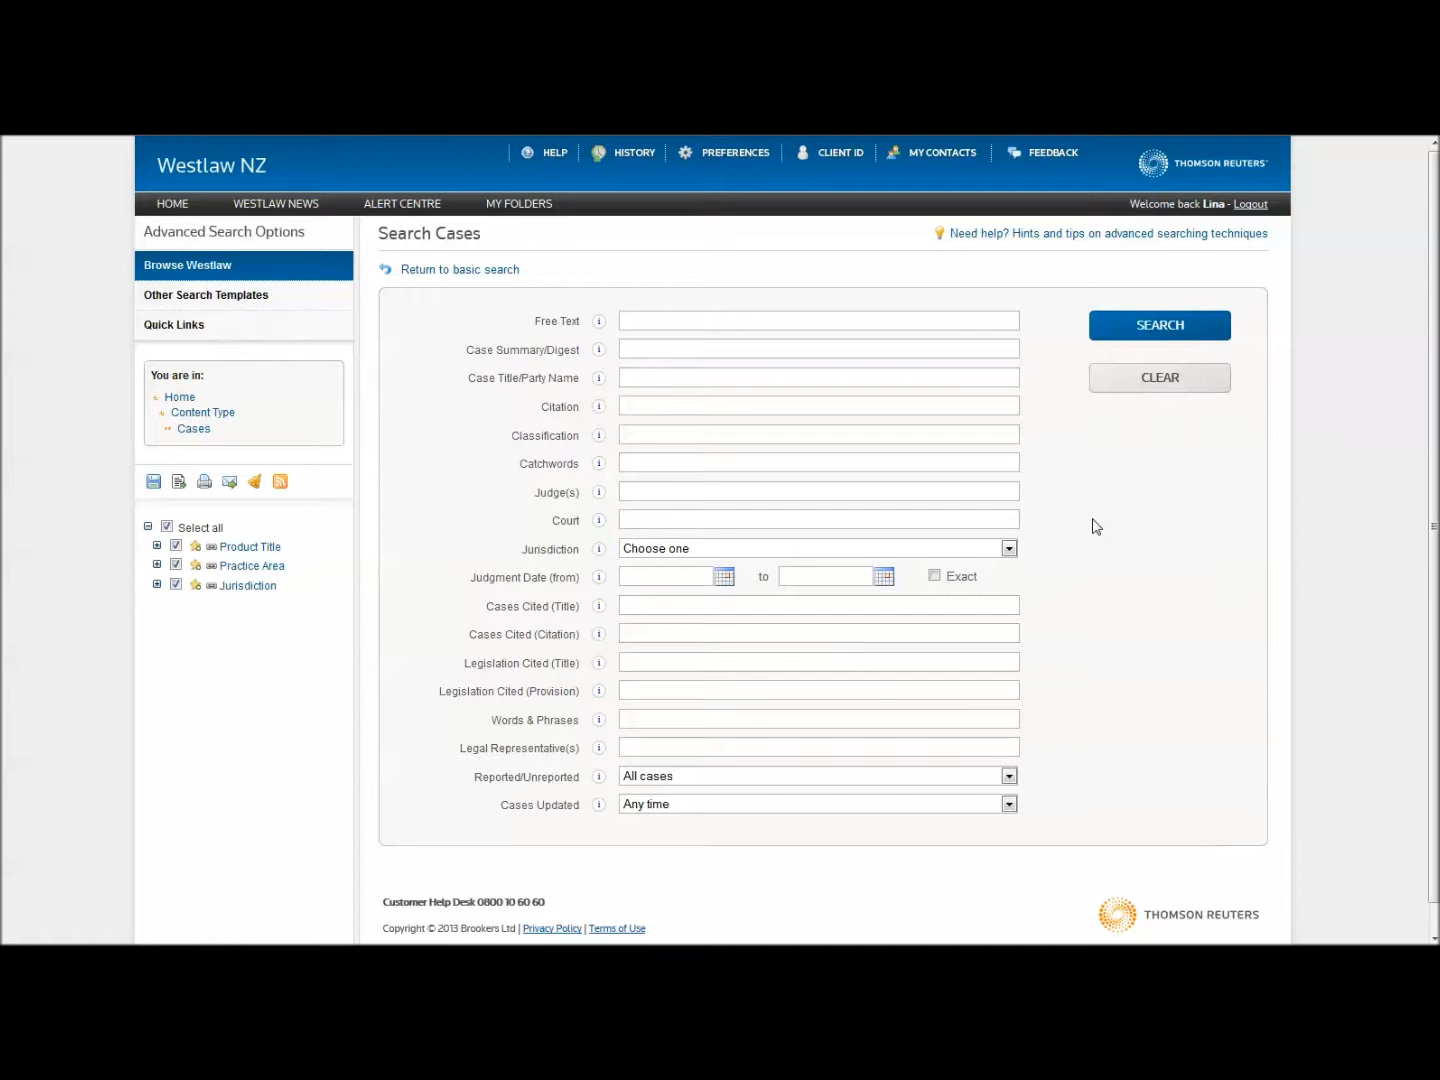 Westlaw NZ
HELP HISTORY PREFERENCES CLIENT ID MY CONTACTS FEEDBACK
THOMSON REUTERS
HOME WESTLAW NEWS ALERT CENTRE MY FOLDERS
Welcome back Lina - Logout
Advanced Search Options
Browse Westlaw
Other Search Templates
Quick Links
You are in:
Home
Content Type
Cases
Select all
Product Title
Practice Area
Jurisdiction
Search Cases
Need help? Hints and tips on advanced searching techniques
Return to basic search
Free Text
Case Summary/Digest
Case Title/Party Name
Citation
Classification
Catchwords
Judge(s)
Court
Jurisdiction Choose one
Judgment Date (from) to Exact
Cases Cited (Title)
Cases Cited (Citation)
Legislation Cited (Title)
Legislation Cited (Provision)
Words & Phrases
Legal Representative(s)
Reported/Unreported All cases
Cases Updated Any time
SEARCH
CLEAR
Customer Help Desk 0800 10 60 60
Copyright © 2013 Brookers Ltd | Privacy Policy | Terms of Use
THOMSON REUTERS